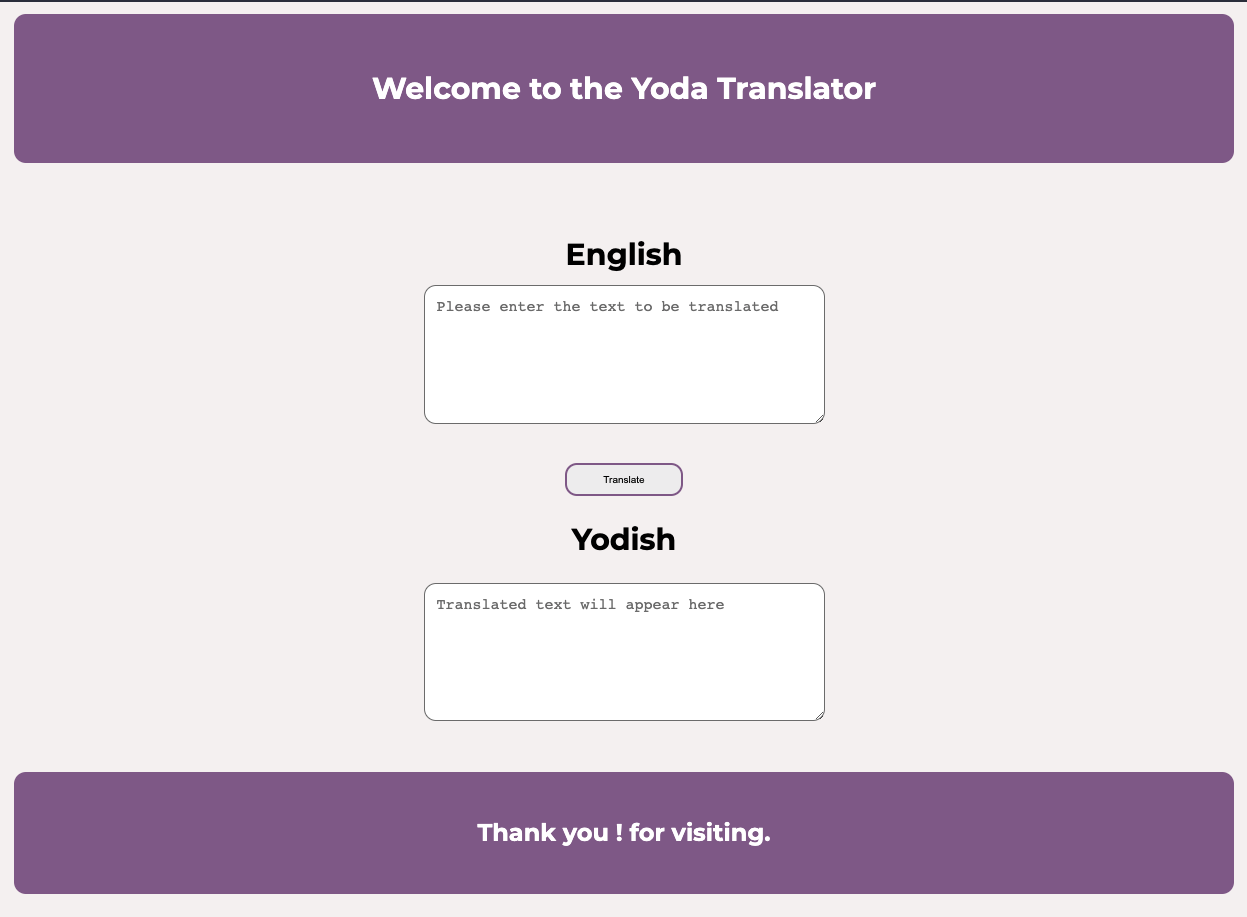 Welcome to the Yoda Translator
English
Please enter the text to be translated
Translate
Yodish
Translated text will appear here
Thank you ! for visiting.